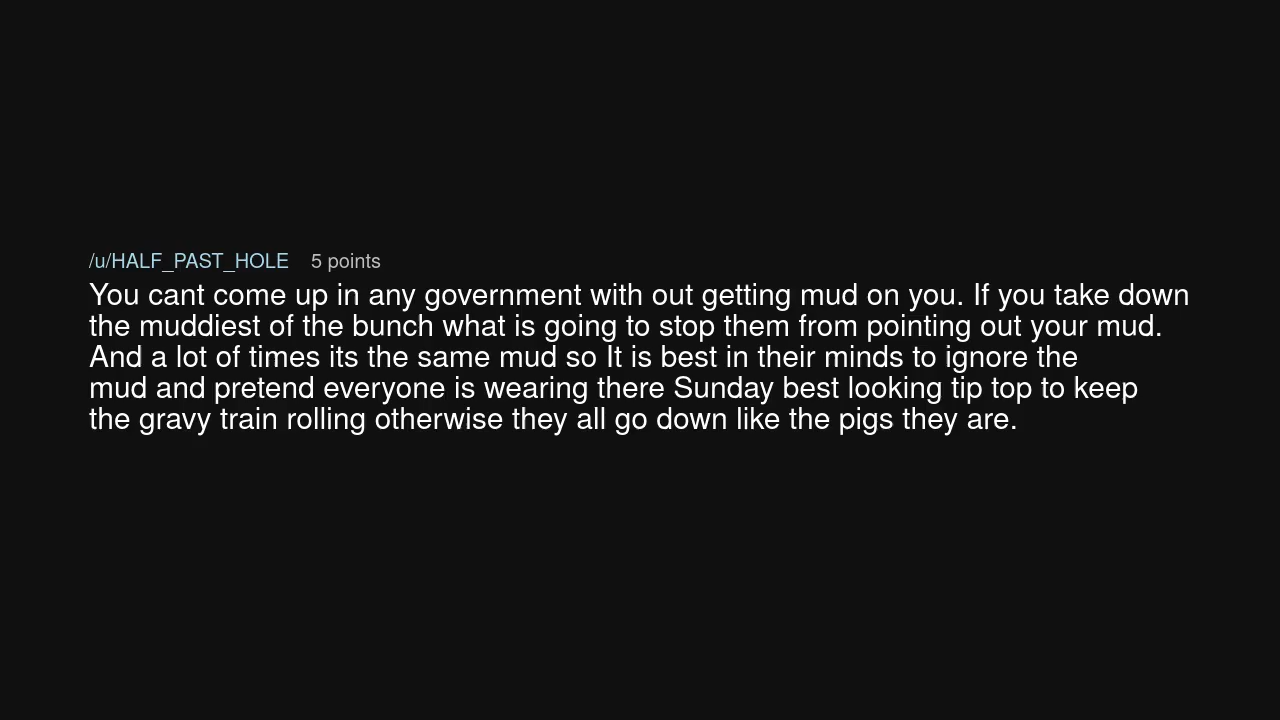 /u/HALF_PAST_HOLE 5 points
You cant come up in any government with out getting mud on you. If you take down
the muddiest of the bunch what is going to stop them from pointing out your mud.
And a lot of times its the same mud so It is best in their minds to ignore the
mud and pretend everyone is wearing there Sunday best looking tip top to keep
the gravy train rolling otherwise they all go down like the pigs they are.